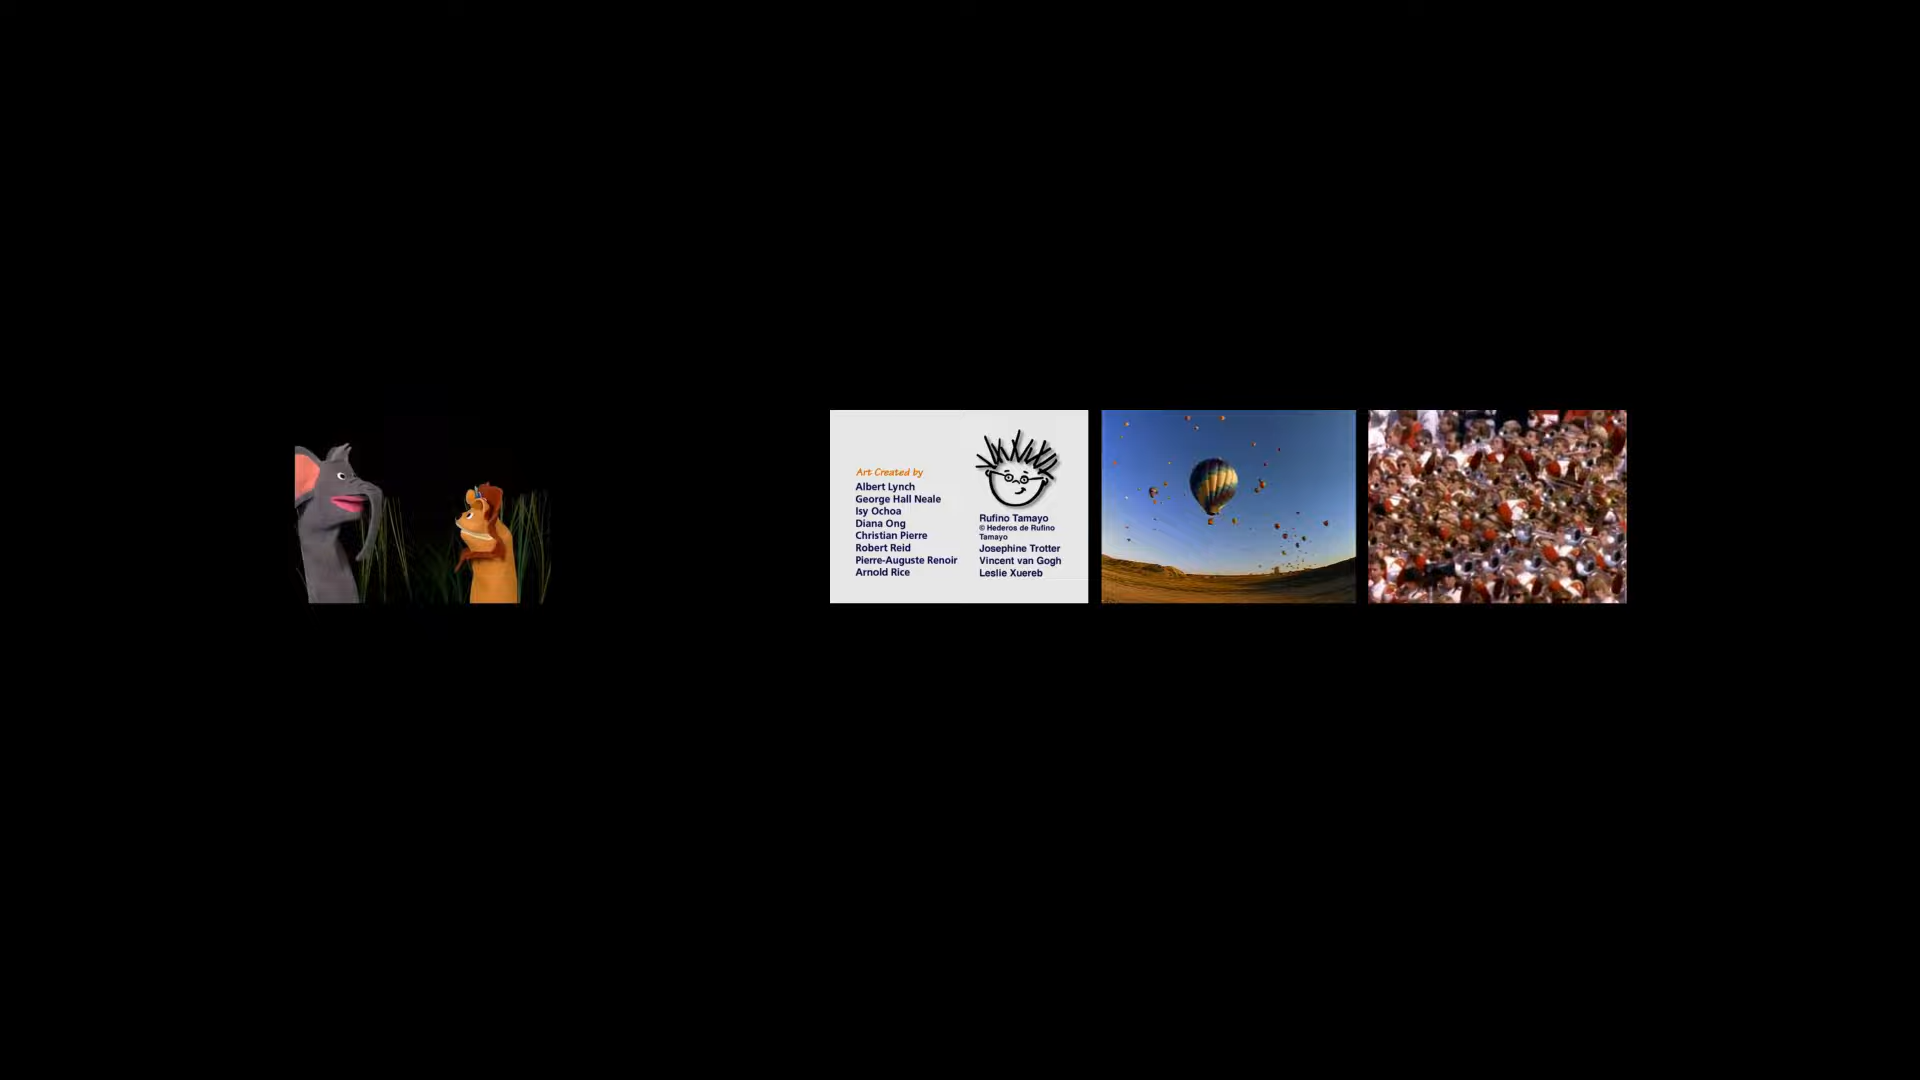 Art Created by
Albert Lynch
George Hall Neale
Isy Ochoa
Diana Ong
Christian Pierre
Robert Reid
Pierre-Auguste Renoir
Arnold Rice
Rufino Tamayo
© Hederos de Rufino
Tamayo
Josephine Trotter
Vincent van Gogh
Leslie Xuereb